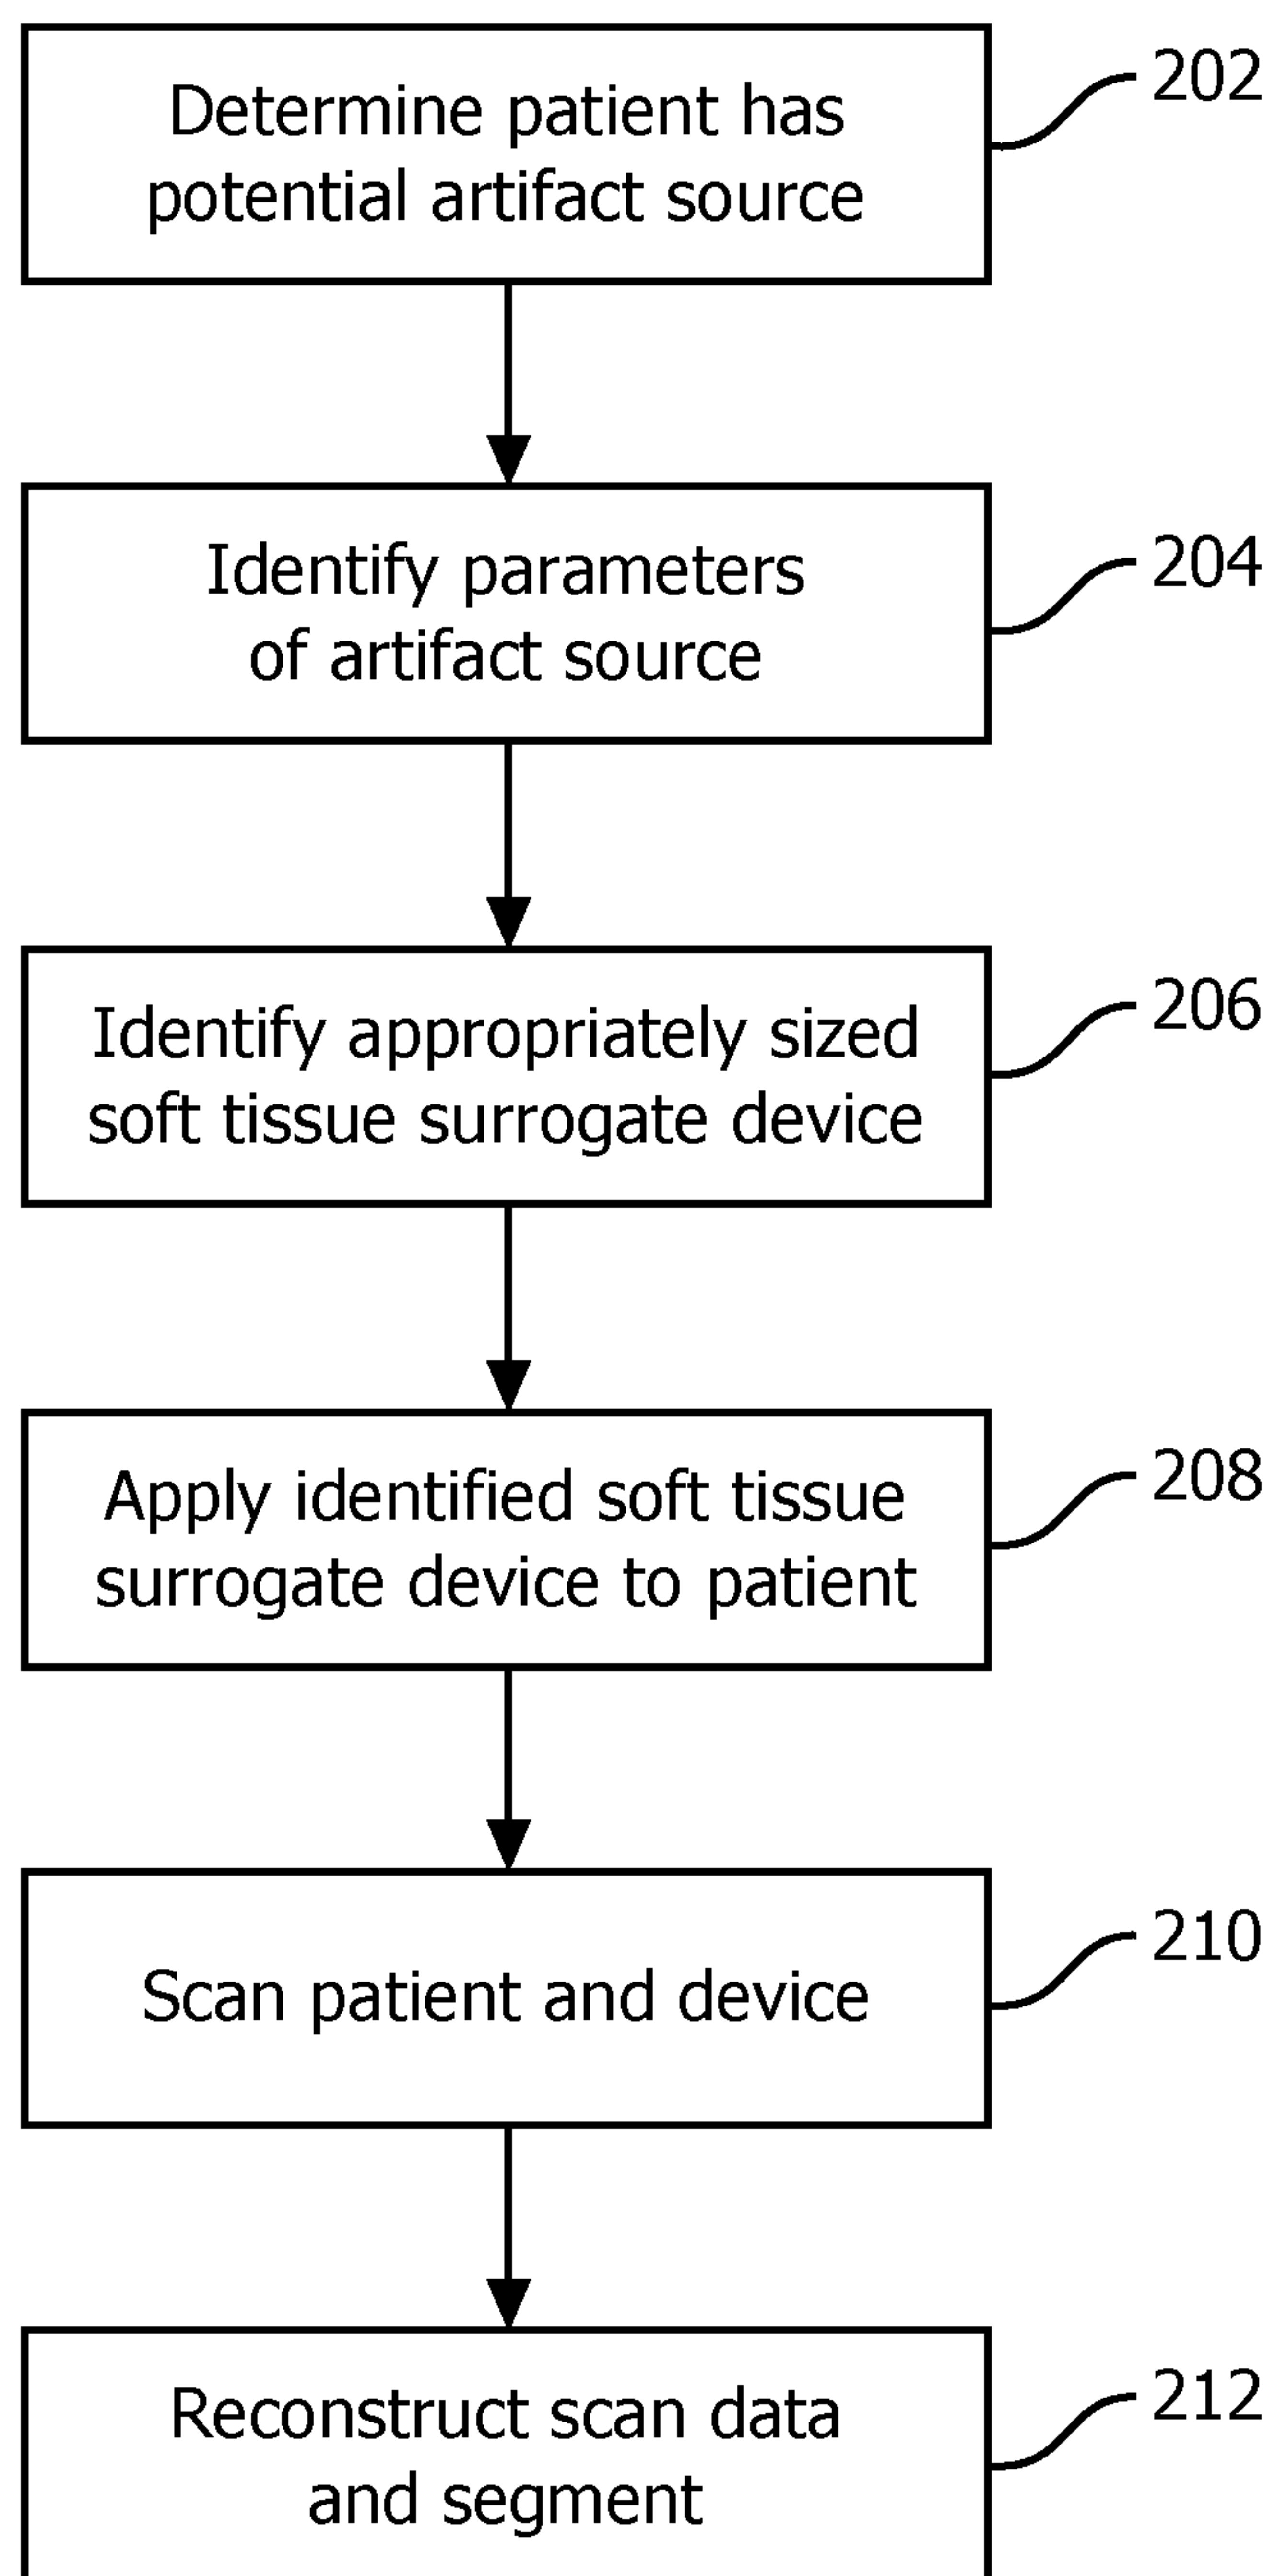 Determine patient has
potential artifact source
202
Identify parameters
of artifact source
204
Identify appropriately sized
soft tissue surrogate device
206
Apply identified soft tissue
surrogate device to patient
208
Scan patient and device
210
Reconstruct scan data
and segment
212